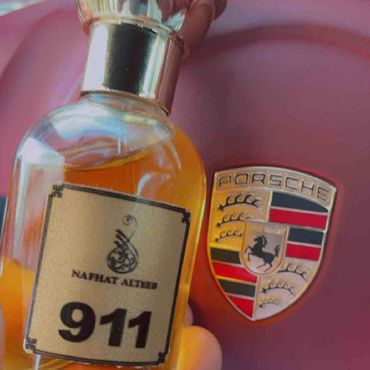 NAFHAT ALTEEB
911
PORSCHE